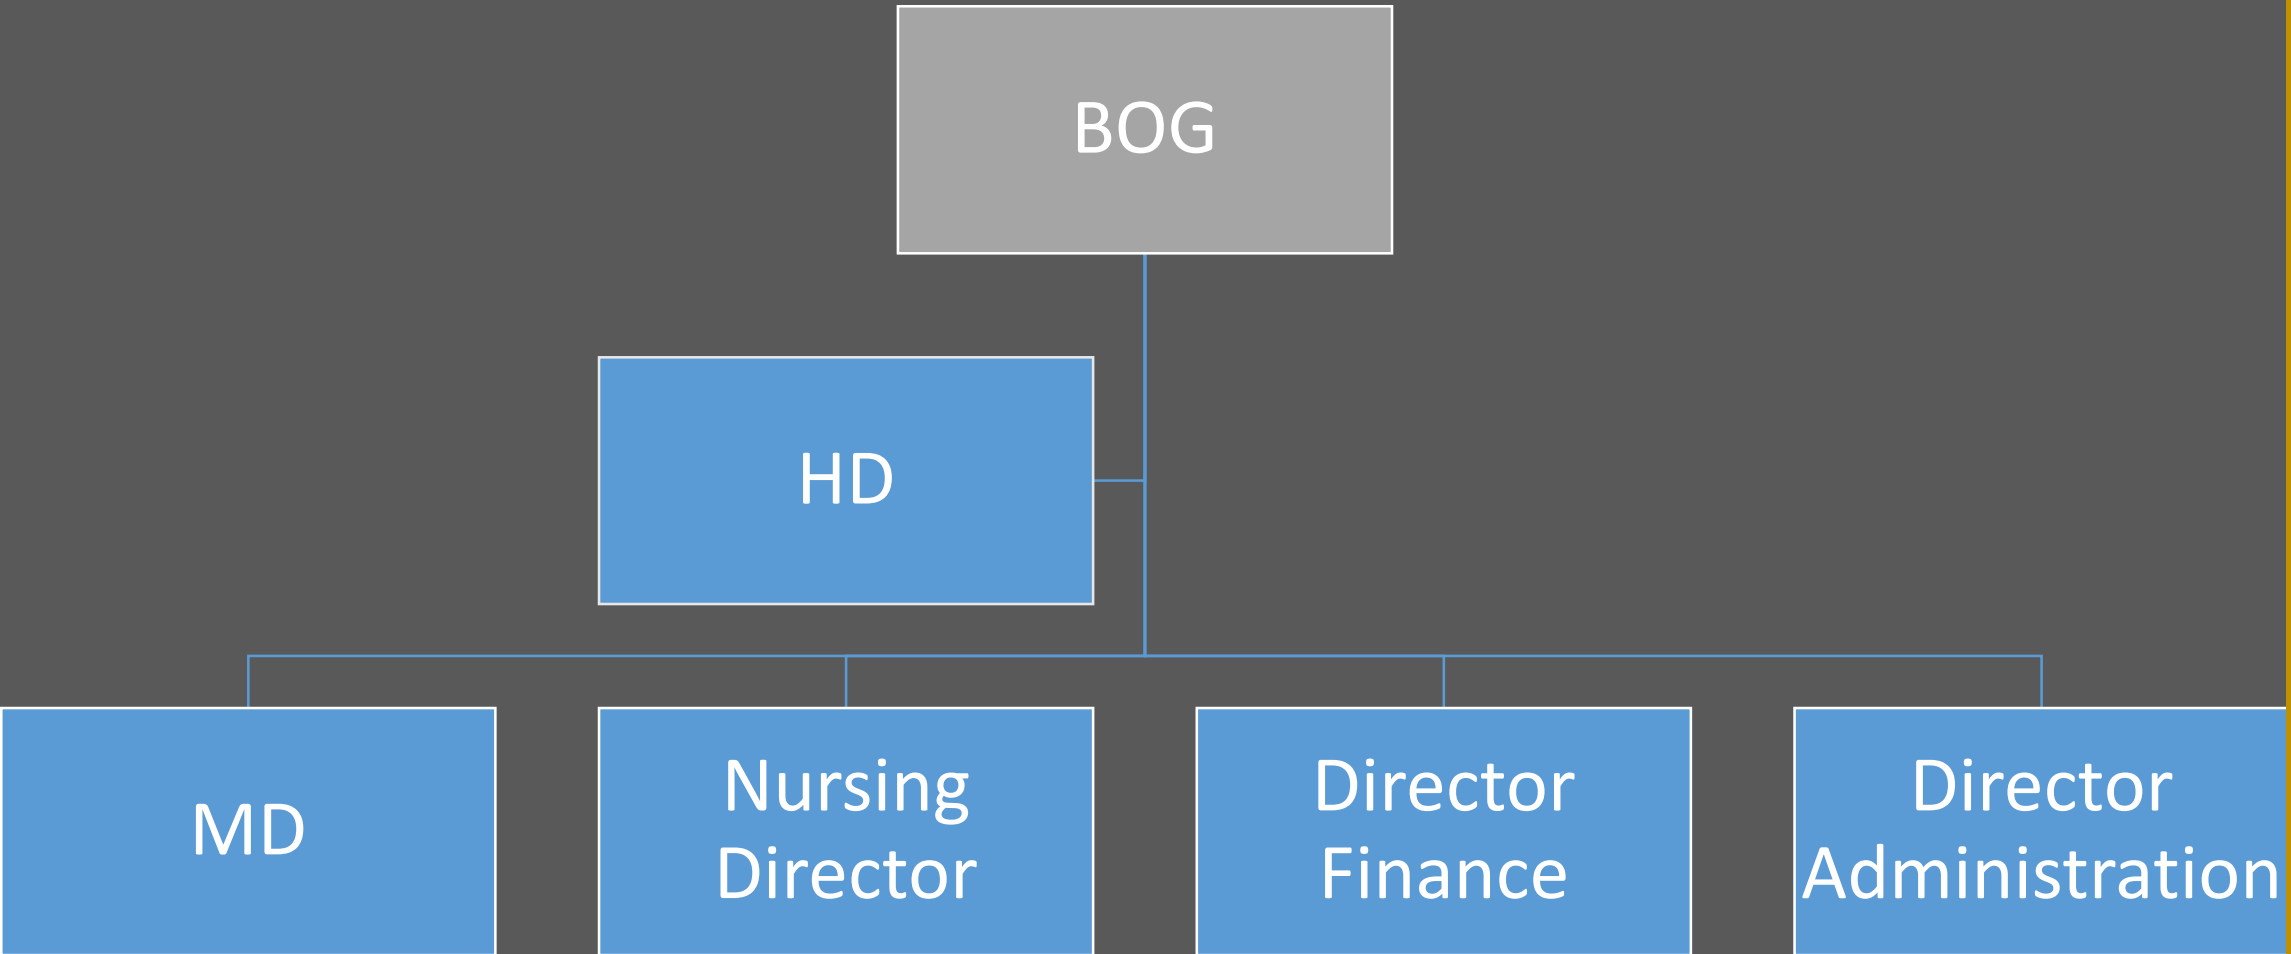 BOG
HD
MD
Nursing
Director
Director
Finance
Director
Administration